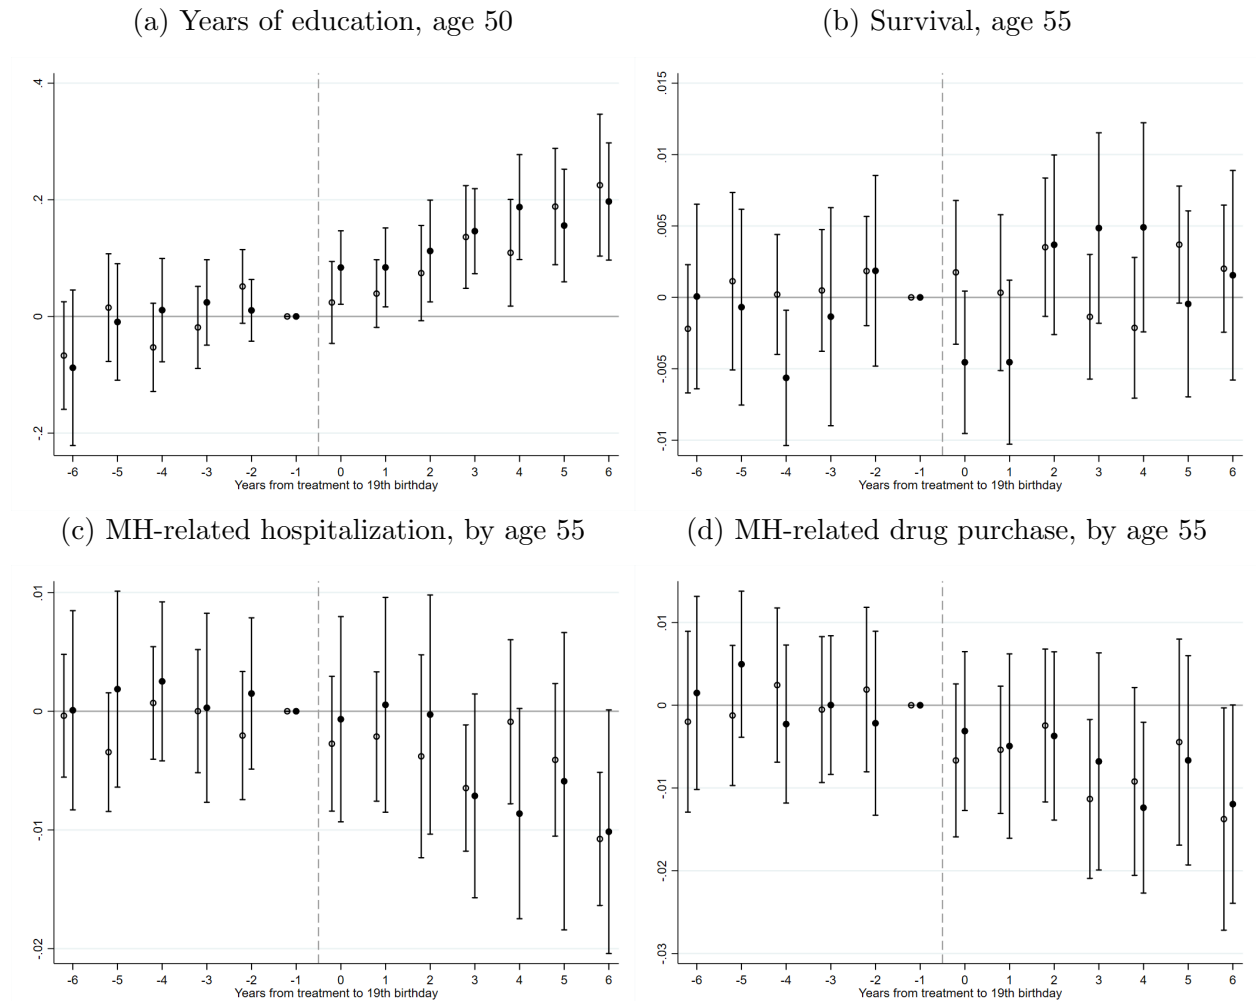 (a) Years of education, age 50
.4
.2
0
-.2
-6 -5 -4 -3 -2 -1 0 1 2 3 4 5 6
Years from treatment to 19th birthday
(b) Survival, age 55
.015
.01
.005
0
-.005
-.01
-6 -5 -4 -3 -2 -1 0 1 2 3 4 5 6
Years from treatment to 19th birthday
(c) MH-related hospitalization, by age 55
.01
0
-.01
-.02
-6 -5 -4 -3 -2 -1 0 1 2 3 4 5 6
Years from treatment to 19th birthday
(d) MH-related drug purchase, by age 55
.01
0
-.01
-.02
-.03
-6 -5 -4 -3 -2 -1 0 1 2 3 4 5 6
Years from treatment to 19th birthday